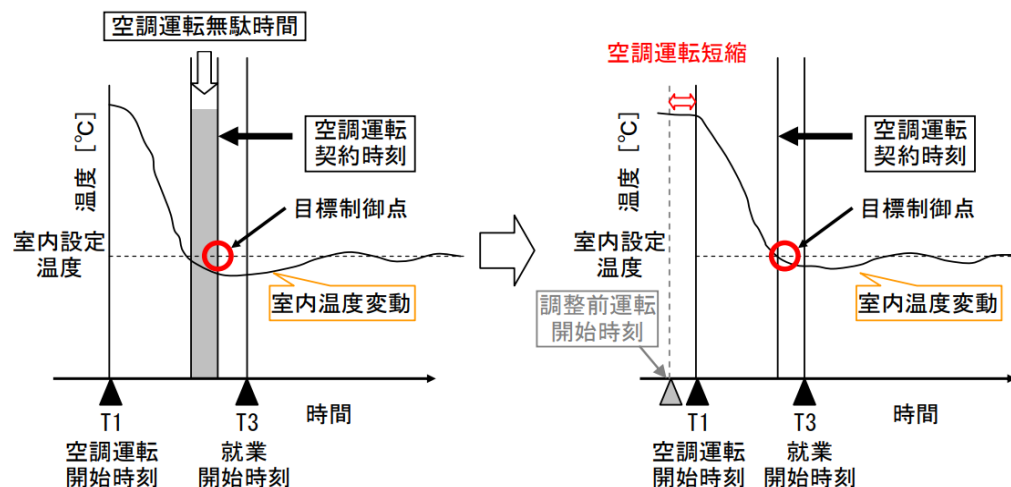 空調運転無駄時間
温度 [℃]
空調運転
契約時刻
目標制御点
室内設定
温度
室内温度変動
T1
空調運転
開始時刻
T3
就業
開始時刻
時間
空調運転短縮
温度 [℃]
空調運転
契約時刻
目標制御点
室内設定
温度
室内温度変動
調整前運転
開始時刻
T1
空調運転
開始時刻
T3
就業
開始時刻
時間